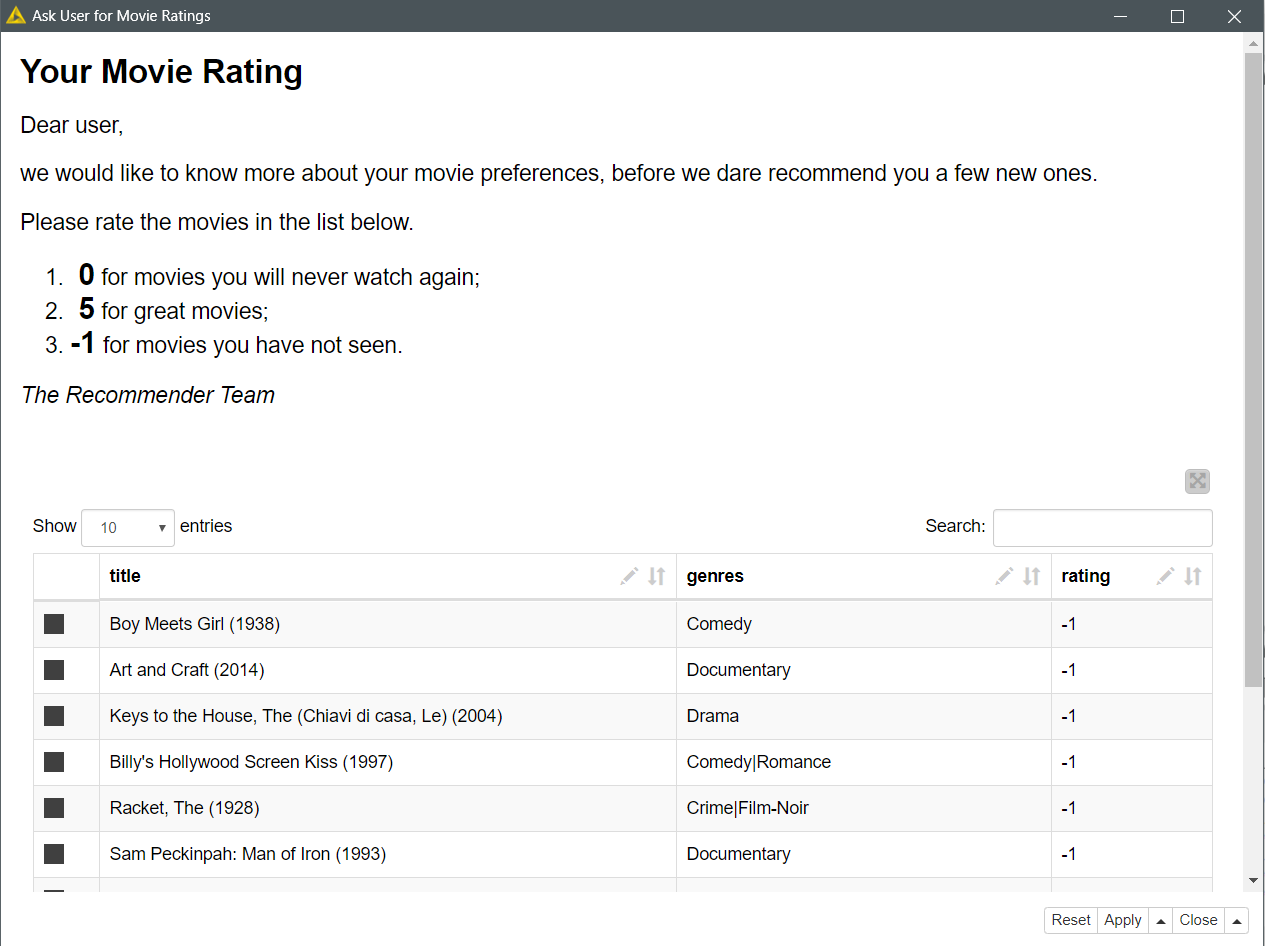 Ask User for Movie Ratings
Your Movie Rating
Dear user,
we would like to know more about your movie preferences, before we dare recommend you a few new ones.
Please rate the movies in the list below.
1. 0 for movies you will never watch again;
2. 5 for great movies;
3. -1 for movies you have not seen.
The Recommender Team
Show 10 entries Search:
title genres rating
Boy Meets Girl (1938) Comedy -1
Art and Craft (2014) Documentary -1
Keys to the House, The (Chiavi di casa, Le) (2004) Drama -1
Billy's Hollywood Screen Kiss (1997) Comedy|Romance -1
Racket, The (1928) Crime|Film-Noir -1
Sam Peckinpah: Man of Iron (1993) Documentary -1
Reset Apply Close